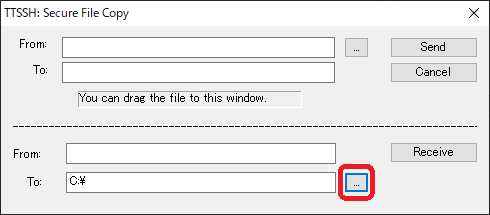 TTSSH: Secure File Copy
From:
...
Send
To:
Cancel
You can drag the file to this window.
From:
Receive
To:
C:¥
...